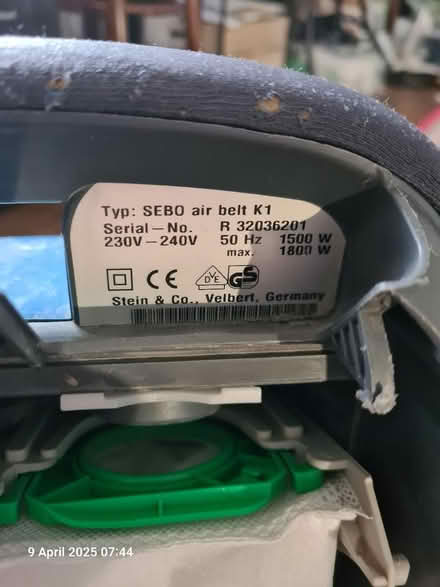 Typ: SEBO air belt K1
Serial-No. R 32036201
230V-240V 50 Hz 1500 W
max. 1800 W
CE DVE GS
Stein & Co., Velbert, Germany
9 April 2025 07:44